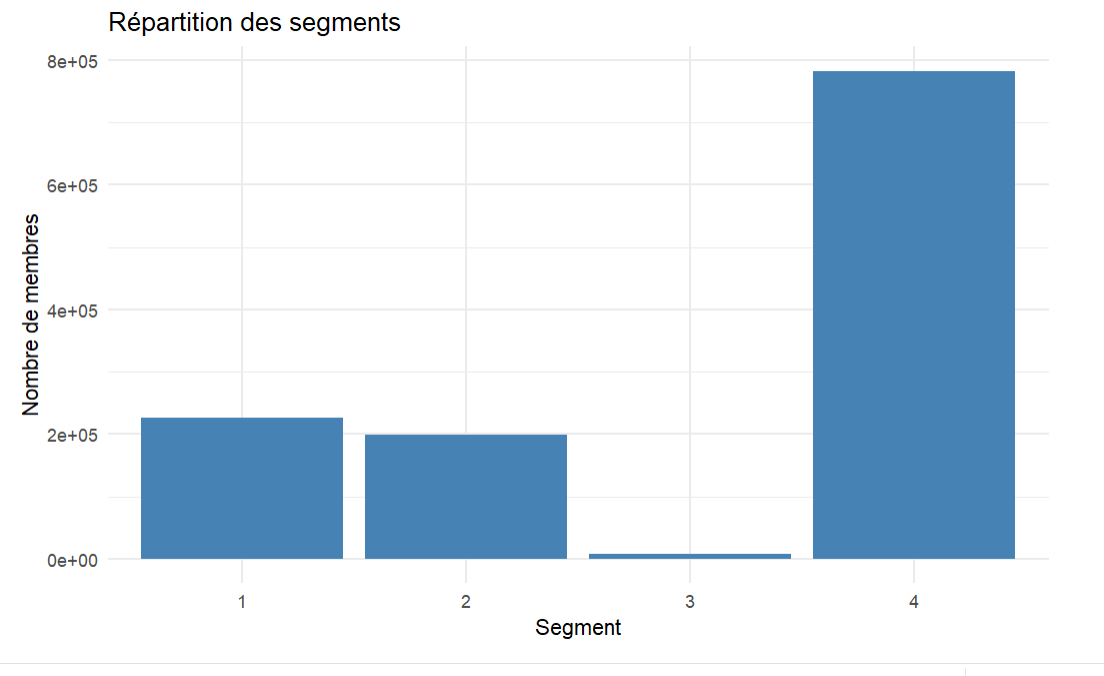 Répartition des segments
8e+05
6e+05
4e+05
2e+05
0e+00
Nombre de membres
1 2 3 4
Segment